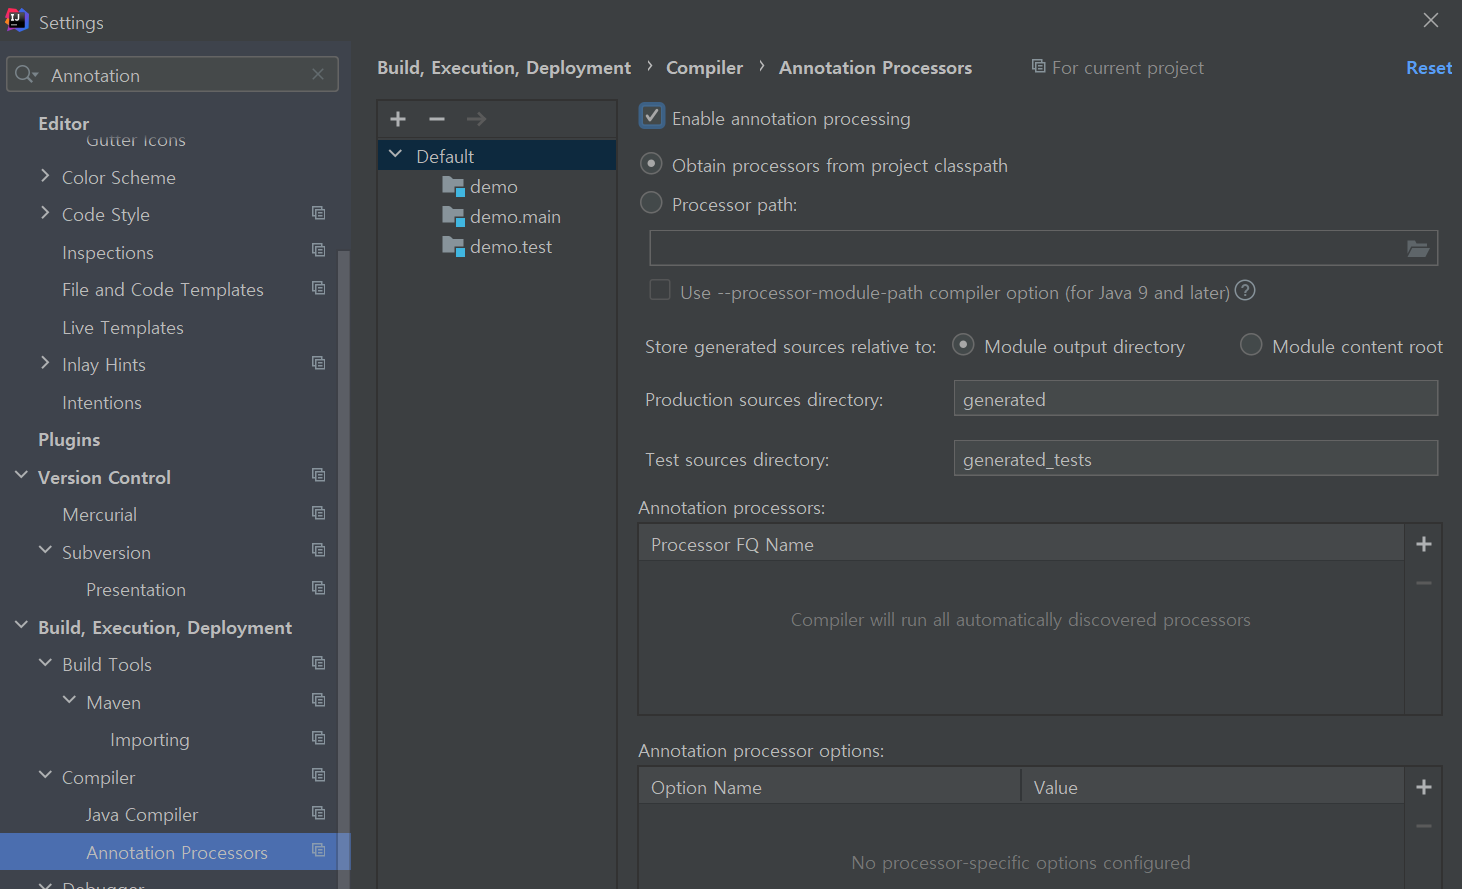 Settings
Annotation
Editor
Gutter Icons
Color Scheme
Code Style
Inspections
File and Code Templates
Live Templates
Inlay Hints
Intentions
Plugins
Version Control
Mercurial
Subversion
Presentation
Build, Execution, Deployment
Build Tools
Maven
Importing
Compiler
Java Compiler
Annotation Processors
Debugger
Build, Execution, Deployment › Compiler › Annotation Processors For current project Reset
Default
demo
demo.main
demo.test
Enable annotation processing
Obtain processors from project classpath
Processor path:
Use --processor-module-path compiler option (for Java 9 and later) ?
Store generated sources relative to: Module output directory Module content root
Production sources directory: generated
Test sources directory: generated_tests
Annotation processors:
Processor FQ Name
Compiler will run all automatically discovered processors
Annotation processor options:
Option Name Value
No processor-specific options configured